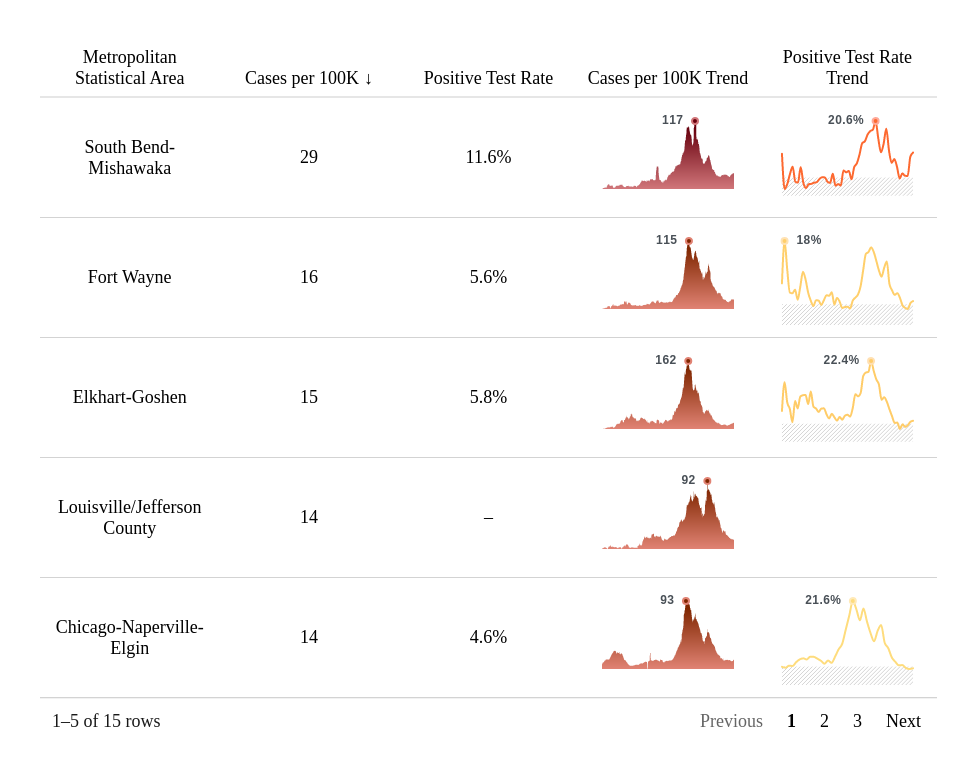 Metropolitan
Statistical Area
Cases per 100K ↓
Positive Test Rate
Cases per 100K Trend
Positive Test Rate
Trend
South Bend-
Mishawaka
29
11.6%
117
20.6%
Fort Wayne
16
5.6%
115
18%
Elkhart-Goshen
15
5.8%
162
22.4%
Louisville/Jefferson
County
14
–
92
Chicago-Naperville-
Elgin
14
4.6%
93
21.6%
1–5 of 15 rows
Previous 1 2 3 Next